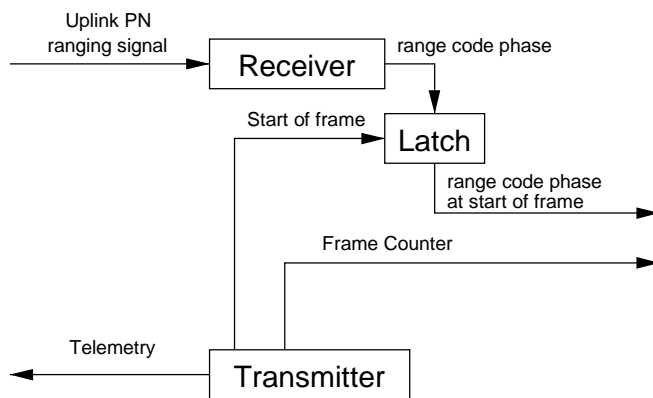 Uplink PN
ranging signal
Receiver
range code phase
Start of frame
Latch
range code phase
at start of frame
Frame Counter
Telemetry
Transmitter